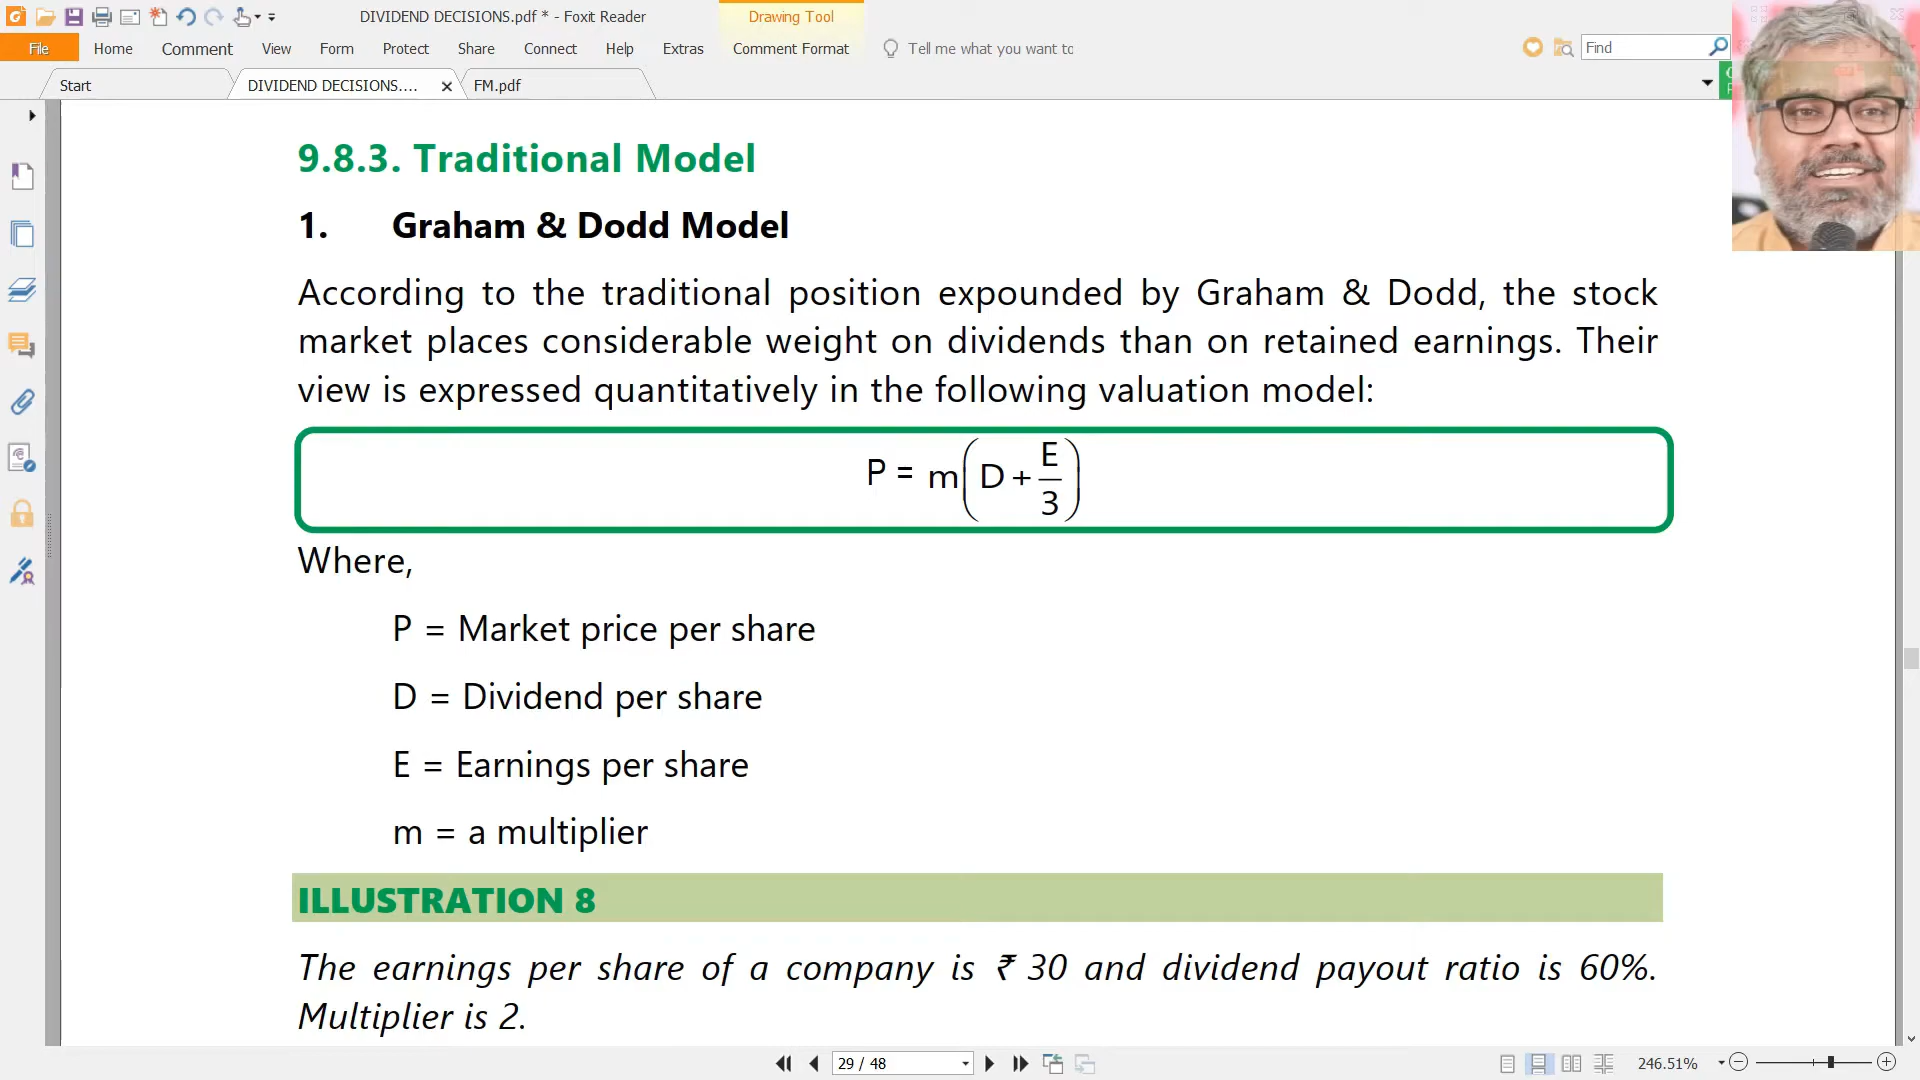 DIVIDEND DECISIONS.pdf * - Foxit Reader
Drawing Tool
File Home Comment View Form Protect Share Connect Help Extras Comment Format Tell me what you want to Find
Start DIVIDEND DECISIONS.... FM.pdf
9.8.3. Traditional Model
1. Graham & Dodd Model
According to the traditional position expounded by Graham & Dodd, the stock
market places considerable weight on dividends than on retained earnings. Their
view is expressed quantitatively in the following valuation model:
P = m(D + E/3)
Where,
P = Market price per share
D = Dividend per share
E = Earnings per share
m = a multiplier
ILLUSTRATION 8
The earnings per share of a company is ₹ 30 and dividend payout ratio is 60%.
Multiplier is 2.
29 / 48 246.51%